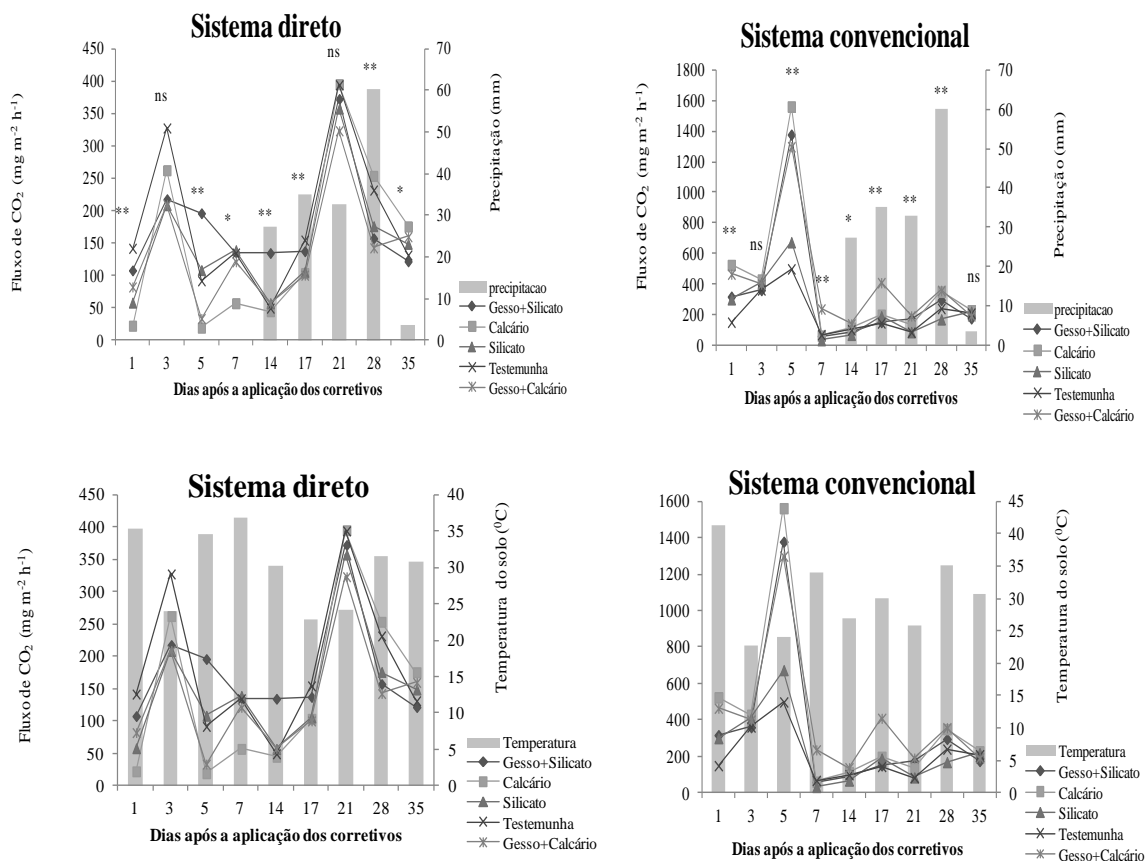 Sistema direto
Fluxo de CO2 (mg m-2 h-1)
450
400
350
300
250
200
150
100
50
0
** ns ** * ** ** ns ** *
70
60
50
40
30
20
10
0
Precipitação (mm)
1 3 5 7 14 17 21 28 35
Dias após a aplicação dos corretivos
precipitacao
Gesso+Silicato
Calcário
Silicato
Testemunha
Gesso+Calcário
Sistema convencional
Fluxo de CO2 (mg m-2 h-1)
1800
1600
1400
1200
1000
800
600
400
200
0
** ns ** ** * ** ** ** ns
70
60
50
40
30
20
10
0
Precipitação (mm)
1 3 5 7 14 17 21 28 35
Dias após a aplicação dos corretivos
precipitacao
Gesso+Silicato
Calcário
Silicato
Testemunha
Gesso+Calcário
Sistema direto
Fluxo de CO2 (mg m-2 h-1)
450
400
350
300
250
200
150
100
50
0
40
35
30
25
20
15
10
5
0
Temperatura do solo (0C)
1 3 5 7 14 17 21 28 35
Dias após a aplicação dos corretivos
Temperatura
Gesso+Silicato
Calcário
Silicato
Testemunha
Gesso+Calcário
Sistema convencional
1600
1400
1200
1000
800
600
400
200
0
45
40
35
30
25
20
15
10
5
0
Temperatura do solo (0C)
1 3 5 7 14 17 21 28 35
Dias após a aplicação dos corretivos
Temperatura
Gesso+Silicato
Calcário
Silicato
Testemunha
Gesso+Calcário